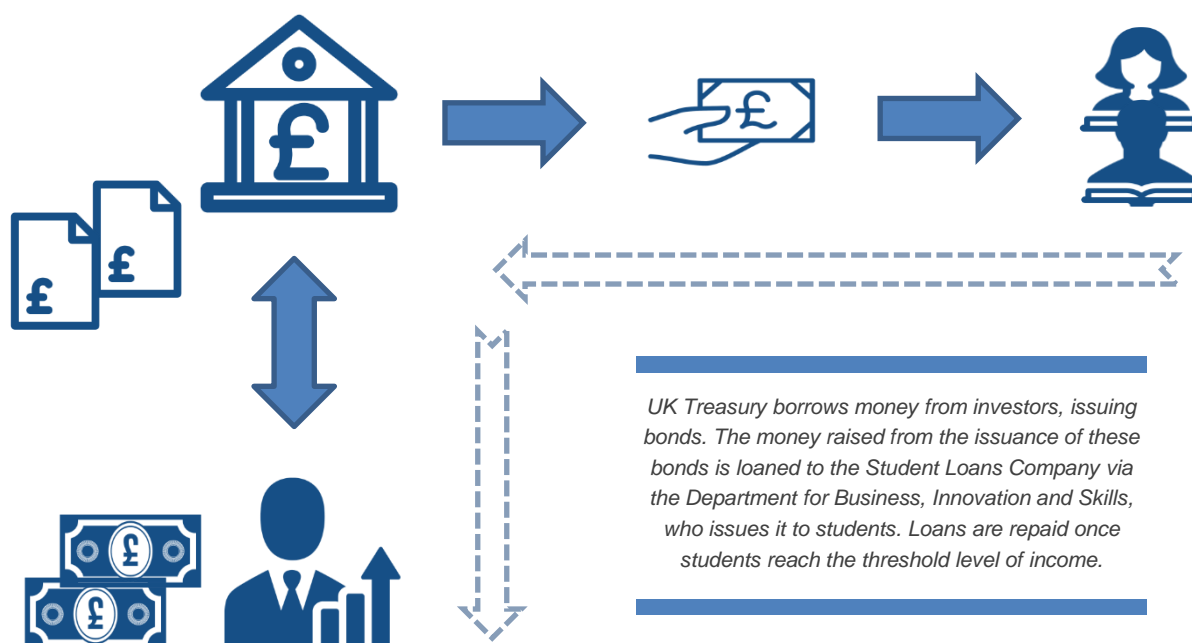 £
£
£
£
UK Treasury borrows money from investors, issuing
bonds. The money raised from the issuance of these
bonds is loaned to the Student Loans Company via
the Department for Business, Innovation and Skills,
who issues it to students. Loans are repaid once
students reach the threshold level of income.
£
£